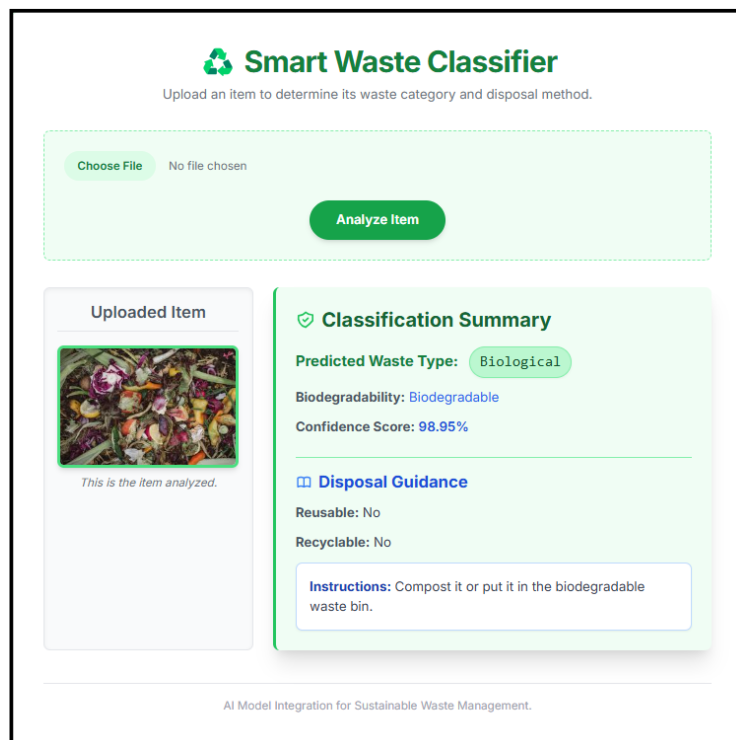 Smart Waste Classifier
Upload an item to determine its waste category and disposal method.
Choose File No file chosen
Analyze Item
Uploaded Item
This is the item analyzed.
Classification Summary
Predicted Waste Type: Biological
Biodegradability: Biodegradable
Confidence Score: 98.95%
Disposal Guidance
Reusable: No
Recyclable: No
Instructions: Compost it or put it in the biodegradable
waste bin.
AI Model Integration for Sustainable Waste Management.